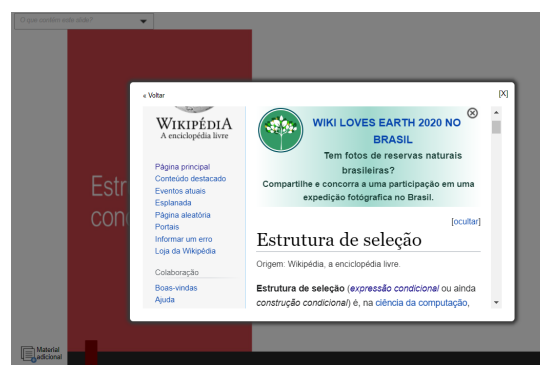 O que contém este slide?
« Voltar
[X]
WIKIPÉDIA
A enciclopédia livre
Página principal
Conteúdo destacado
Eventos atuais
Esplanada
Página aleatória
Portais
Informar um erro
Loja da Wikipédia
Colaboração
Boas-vindas
Ajuda
WIKI LOVES EARTH 2020 NO
BRASIL
Tem fotos de reservas naturais
brasileiras?
Compartilhe e concorra a uma participação em uma
expedição fotógrafica no Brasil.
[ocultar]
Estrutura de seleção
Origem: Wikipédia, a enciclopédia livre.
Estrutura de seleção (expressão condicional ou ainda
construção condicional) é, na ciência da computação,
Estr
con
Material
adicional